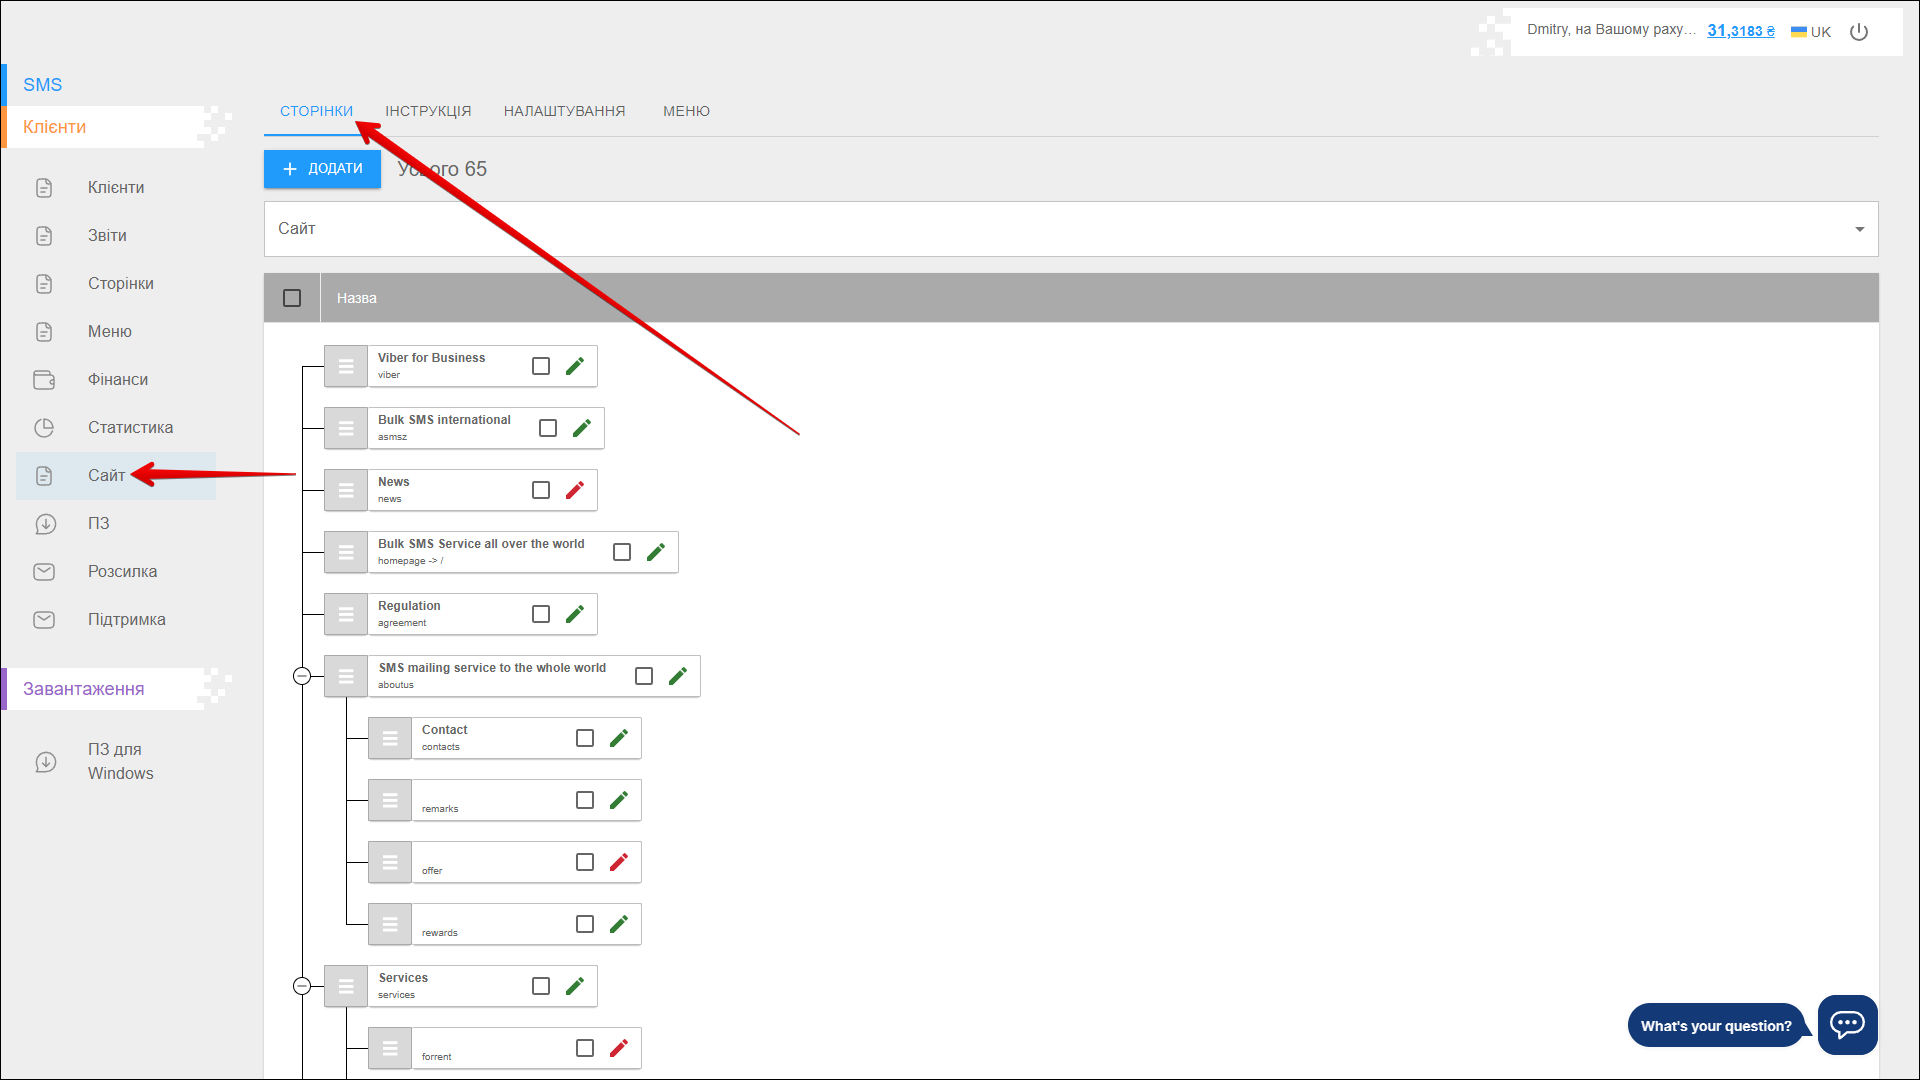 Dmitry, на Вашому раху... 31,3183 ₴ UK
SMS
Клієнти
Клієнти
Звіти
Сторінки
Меню
Фінанси
Статистика
Сайт
ПЗ
Розсилка
Підтримка
Завантаження
ПЗ для
Windows
СТОРІНКИ ІНСТРУКЦІЯ НАЛАШТУВАННЯ МЕНЮ
ДОДАТИ Усього 65
Сайт
Назва
Viber for Business
viber
Bulk SMS international
asmsz
News
news
Bulk SMS Service all over the world
homepage -> /
Regulation
agreement
SMS mailing service to the whole world
aboutus
Contact
contacts
remarks
offer
rewards
Services
services
forrent
What's your question?